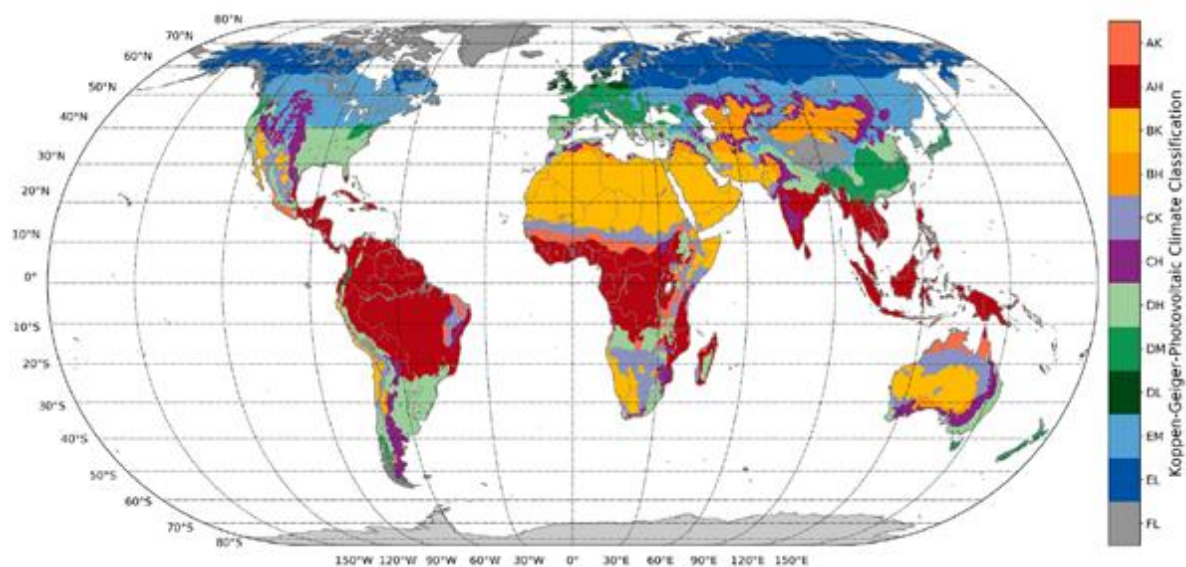 80°N
70°N
60°N
50°N
40°N
30°N
20°N
10°N
0°
10°S
20°S
30°S
40°S
50°S
60°S
70°S
80°S
150°W 120°W 90°W 60°W 30°W 0° 30°E 60°E 90°E 120°E 150°E
AK
AH
BK
BH
CK
CH
DH
DM
DL
EM
EL
FL
Koppen-Geiger-Photovoltaic Climate Classification